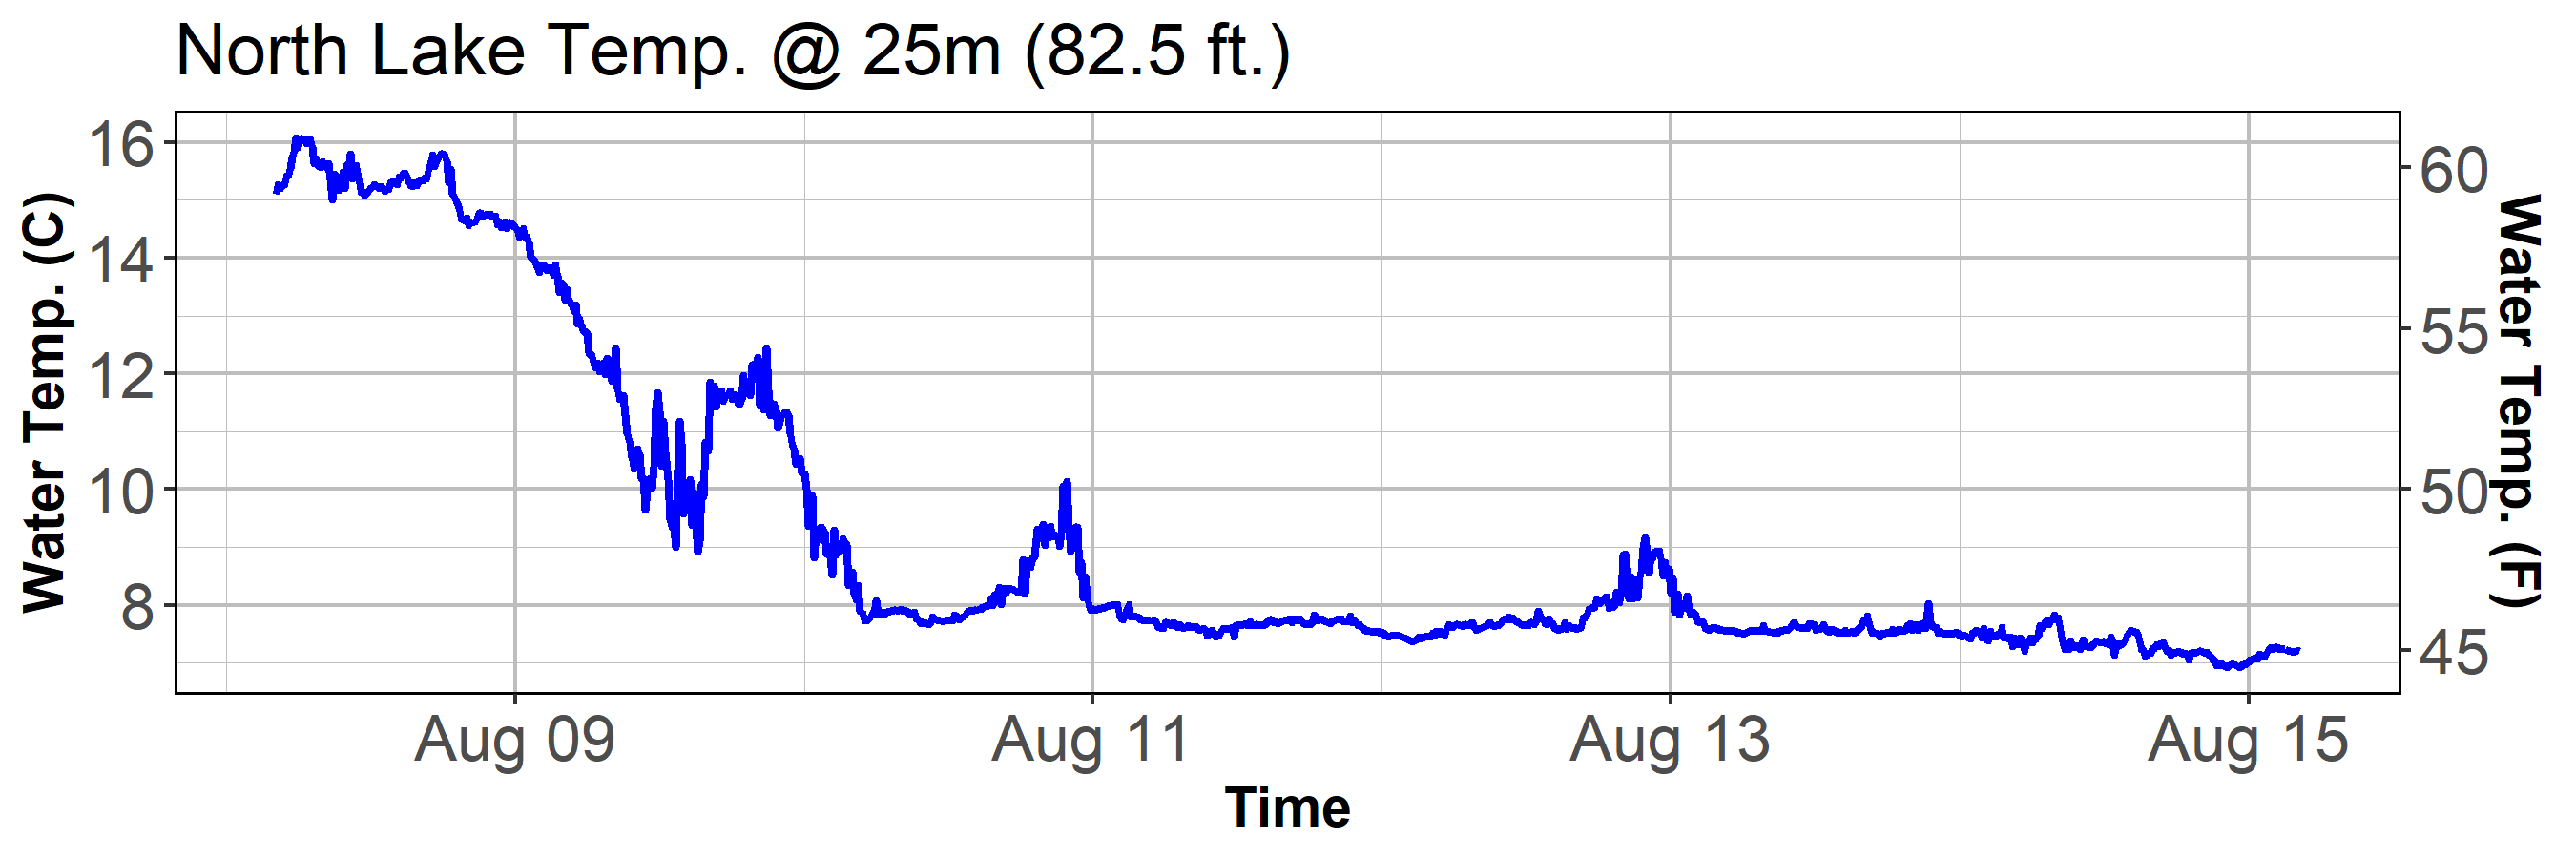 North Lake Temp. @ 25m (82.5 ft.)
Water Temp. (C)
16
14
12
10
8
60
55
50
45
Water Temp. (F)
Aug 09
Aug 11
Aug 13
Aug 15
Time